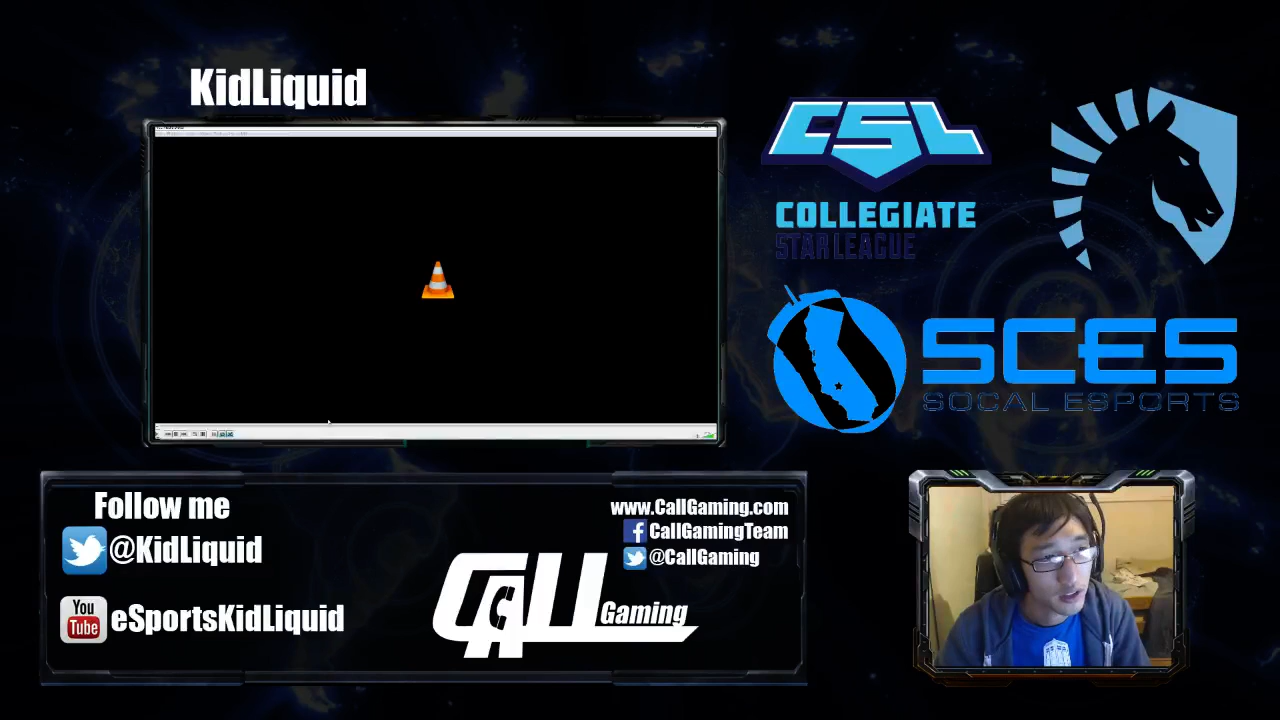 KidLiquid
CSL
COLLEGIATE
STAR LEAGUE
SCES
SOCAL ESPORTS
Follow me
@KidLiquid
You
Tube
eSportsKidLiquid
www.CallGaming.com
CallGamingTeam
@CallGaming
CALL
Gaming